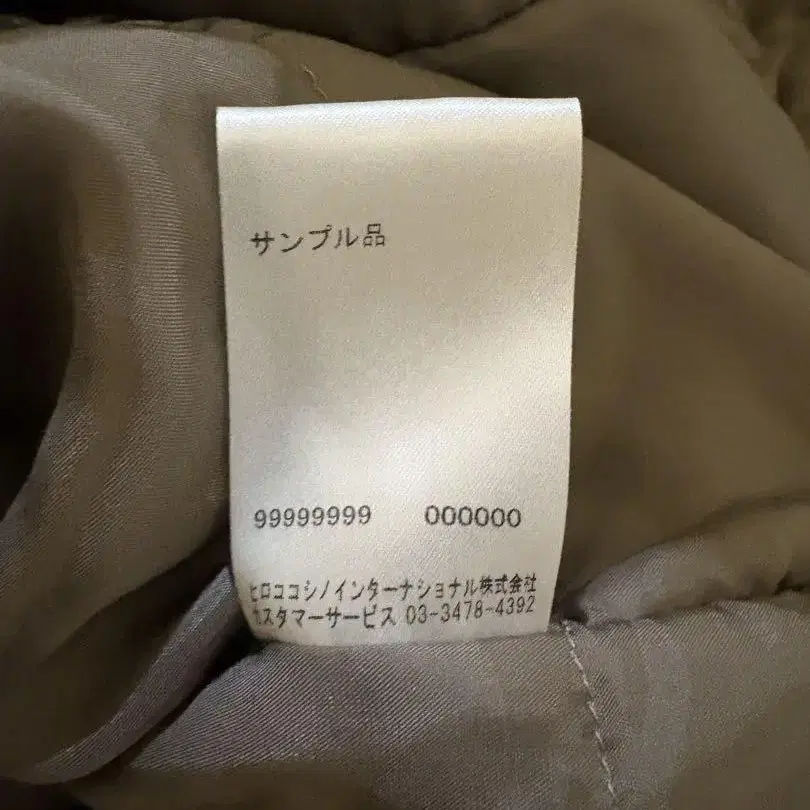 サンプル品
99999999 000000
ヒロココシノインターナショナル株式会社
カスタマーサービス 03-3478-4392